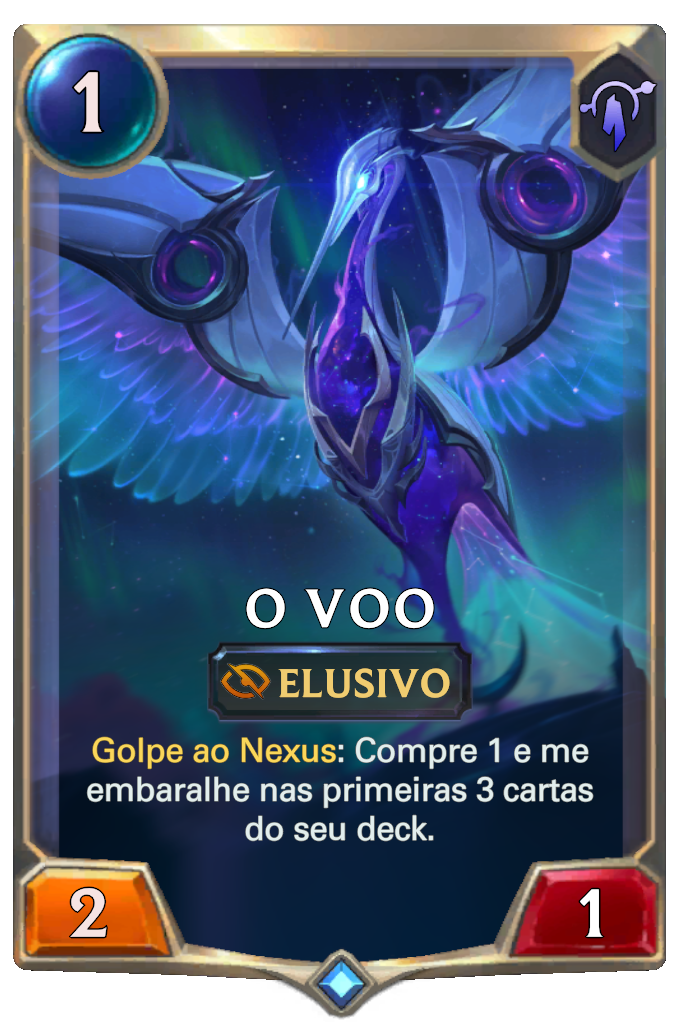 1
O VOO
ELUSIVO
Golpe ao Nexus: Compre 1 e me
embaralhe nas primeiras 3 cartas
do seu deck.
2
1